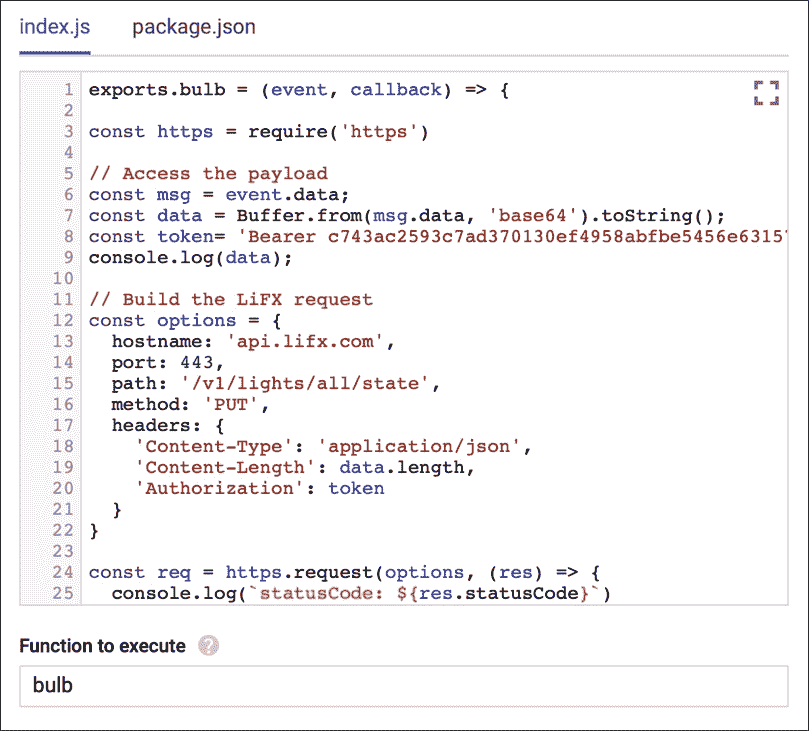 index.js package.json
1 exports.bulb = (event, callback) => {
2
3 const https = require('https')
4
5 // Access the payload
6 const msg = event.data;
7 const data = Buffer.from(msg.data, 'base64').toString();
8 const token= 'Bearer c743ac2593c7ad370130ef4958abfbe5456e6315
9 console.log(data);
10
11 // Build the LiFX request
12 const options = {
13   hostname: 'api.lifx.com',
14   port: 443,
15   path: '/v1/lights/all/state',
16   method: 'PUT',
17   headers: {
18     'Content-Type': 'application/json',
19     'Content-Length': data.length,
20     'Authorization': token
21   }
22 }
23
24 const req = https.request(options, (res) => {
25   console.log(`statusCode: ${res.statusCode}`)
Function to execute ?
bulb